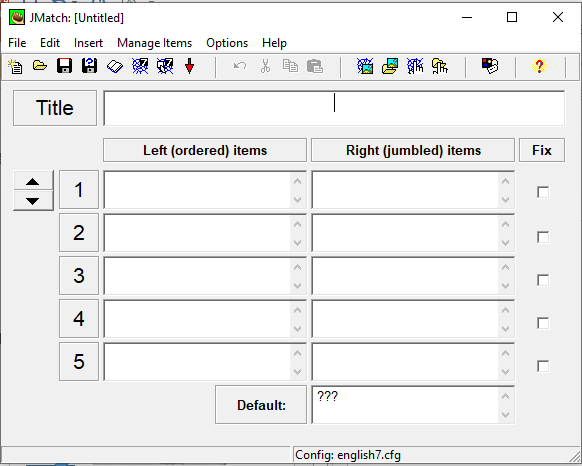 JMatch: [Untitled]
File Edit Insert Manage Items Options Help
Title
Left (ordered) items Right (jumbled) items Fix
1
2
3
4
5
Default: ???
Config: english7.cfg